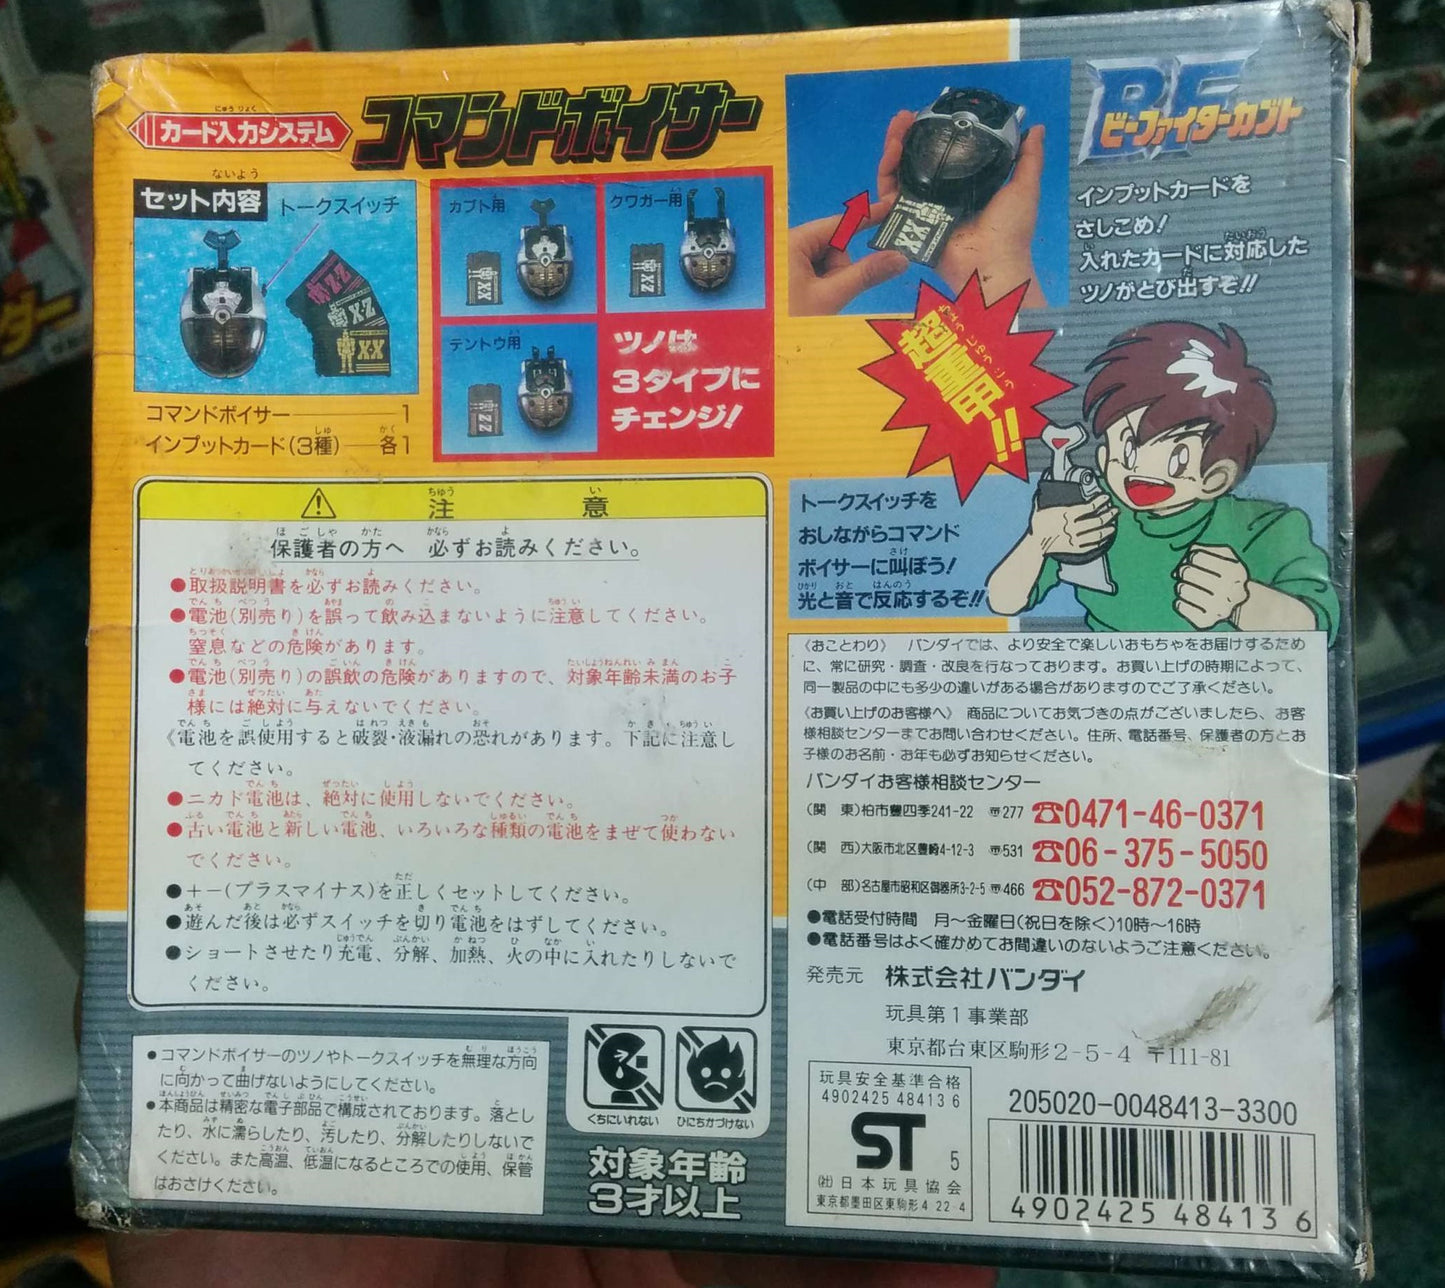 カード入力システム
コマンドボイサー
セット内容
トークスイッチ
コマンドボイサー 1
インプットカード(3種) 各1
カブト用
クワガー用
テントウ用
ツノは
3タイプに
チェンジ!
BF
ビーファイターカブト
インプットカードを
さしこめ!
入れたカードに対応した
ツノがとび出すぞ!!
超重甲!!
トークスイッチを
おしながらコマンド
ボイサーに叫ぼう!
光と音で反応するぞ!!
注意
保護者の方へ 必ずお読みください。
●取扱説明書を必ずお読みください。
●電池(別売り)を誤って飲み込まないように注意してください。
窒息などの危険があります。
●電池(別売り)の誤飲の危険がありますので、対象年齢未満のお子
様には絶対に与えないでください。
《電池を誤使用すると破裂・液漏れの恐れがあります。下記に注意し
てください。
●ニカド電池は、絶対に使用しないでください。
●古い電池と新しい電池、いろいろな種類の電池をまぜて使わない
でください。
●+−(プラスマイナス)を正しくセットしてください。
●遊んだ後は必ずスイッチを切り電池をはずしてください。
●ショートさせたり充電、分解、加熱、火の中に入れたりしないで
ください。
●コマンドボイサーのツノやトークスイッチを無理な方向
に向かって曲げないようにしてください。
●本商品は精密な電子部品で構成されております。落とし
たり、水に濡らしたり、汚したり、分解したりしないで
ください。また高温、低温になるところでの使用、保管
はおさけください。
くちにいれない
ひにちかづけない
対象年齢
3才以上
《おことわり》 バンダイでは、より安全で楽しいおもちゃをお届けするため
に、常に研究・調査・改良を行なっております。お買い上げの時期によって、
同一製品の中にも多少の違いがある場合がありますのでご了承ください。
《お買い上げのお客様へ》 商品についてお気づきの点がございましたら、お客
様相談センターまでお問い合わせください。住所、電話番号、保護者の方とお
子様のお名前・お年も必ずお知らせください。
バンダイお客様相談センター
(関 東)柏市豊四季241-22 〒277 ☎0471-46-0371
(関 西)大阪市北区豊崎4-12-3 〒531 ☎06-375-5050
(中 部)名古屋市昭和区御器所3-2-5 〒466 ☎052-872-0371
●電話受付時間 月〜金曜日(祝日を除く)10時〜16時
●電話番号はよく確かめてお間違いのないようご注意ください。
発売元 株式会社バンダイ
玩具第1事業部
東京都台東区駒形2-5-4 〒111-81
玩具安全基準合格
4902425 48413 6
ST 5
(社)日本玩具協会
東京都墨田区東駒形4 22-4
205020-0048413-3300
4902425 484136